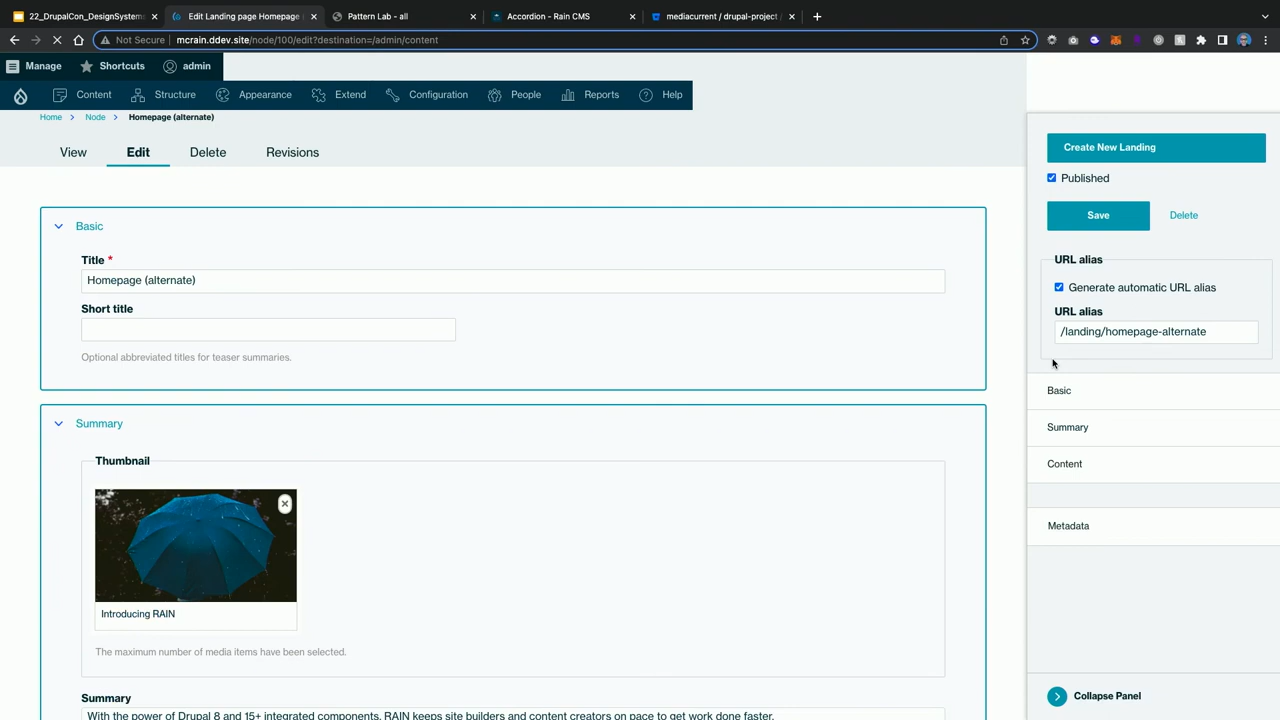 22_DrupalCon_DesignSystem
Edit Landing page Homepage
Pattern Lab - all
Accordion - Rain CMS
mediacurrent / drupal-project
Not Secure
mcrain.ddev.site/node/100/edit?destination=/admin/content
Manage
Shortcuts
admin
Content
Structure
Appearance
Extend
Configuration
People
Reports
Help
Home
Node
Homepage (alternate)
View
Edit
Delete
Revisions
Basic
Title *
Homepage (alternate)
Short title
Optional abbreviated titles for teaser summaries.
Summary
Thumbnail
Introducing RAIN
The maximum number of media items have been selected.
Summary
With the power of Drupal 8 and 15+ integrated components, RAIN keeps site builders and content creators on pace to get work done faster.
Create New Landing
Published
Save
Delete
URL alias
Generate automatic URL alias
URL alias
/landing/homepage-alternate
Basic
Summary
Content
Metadata
Collapse Panel